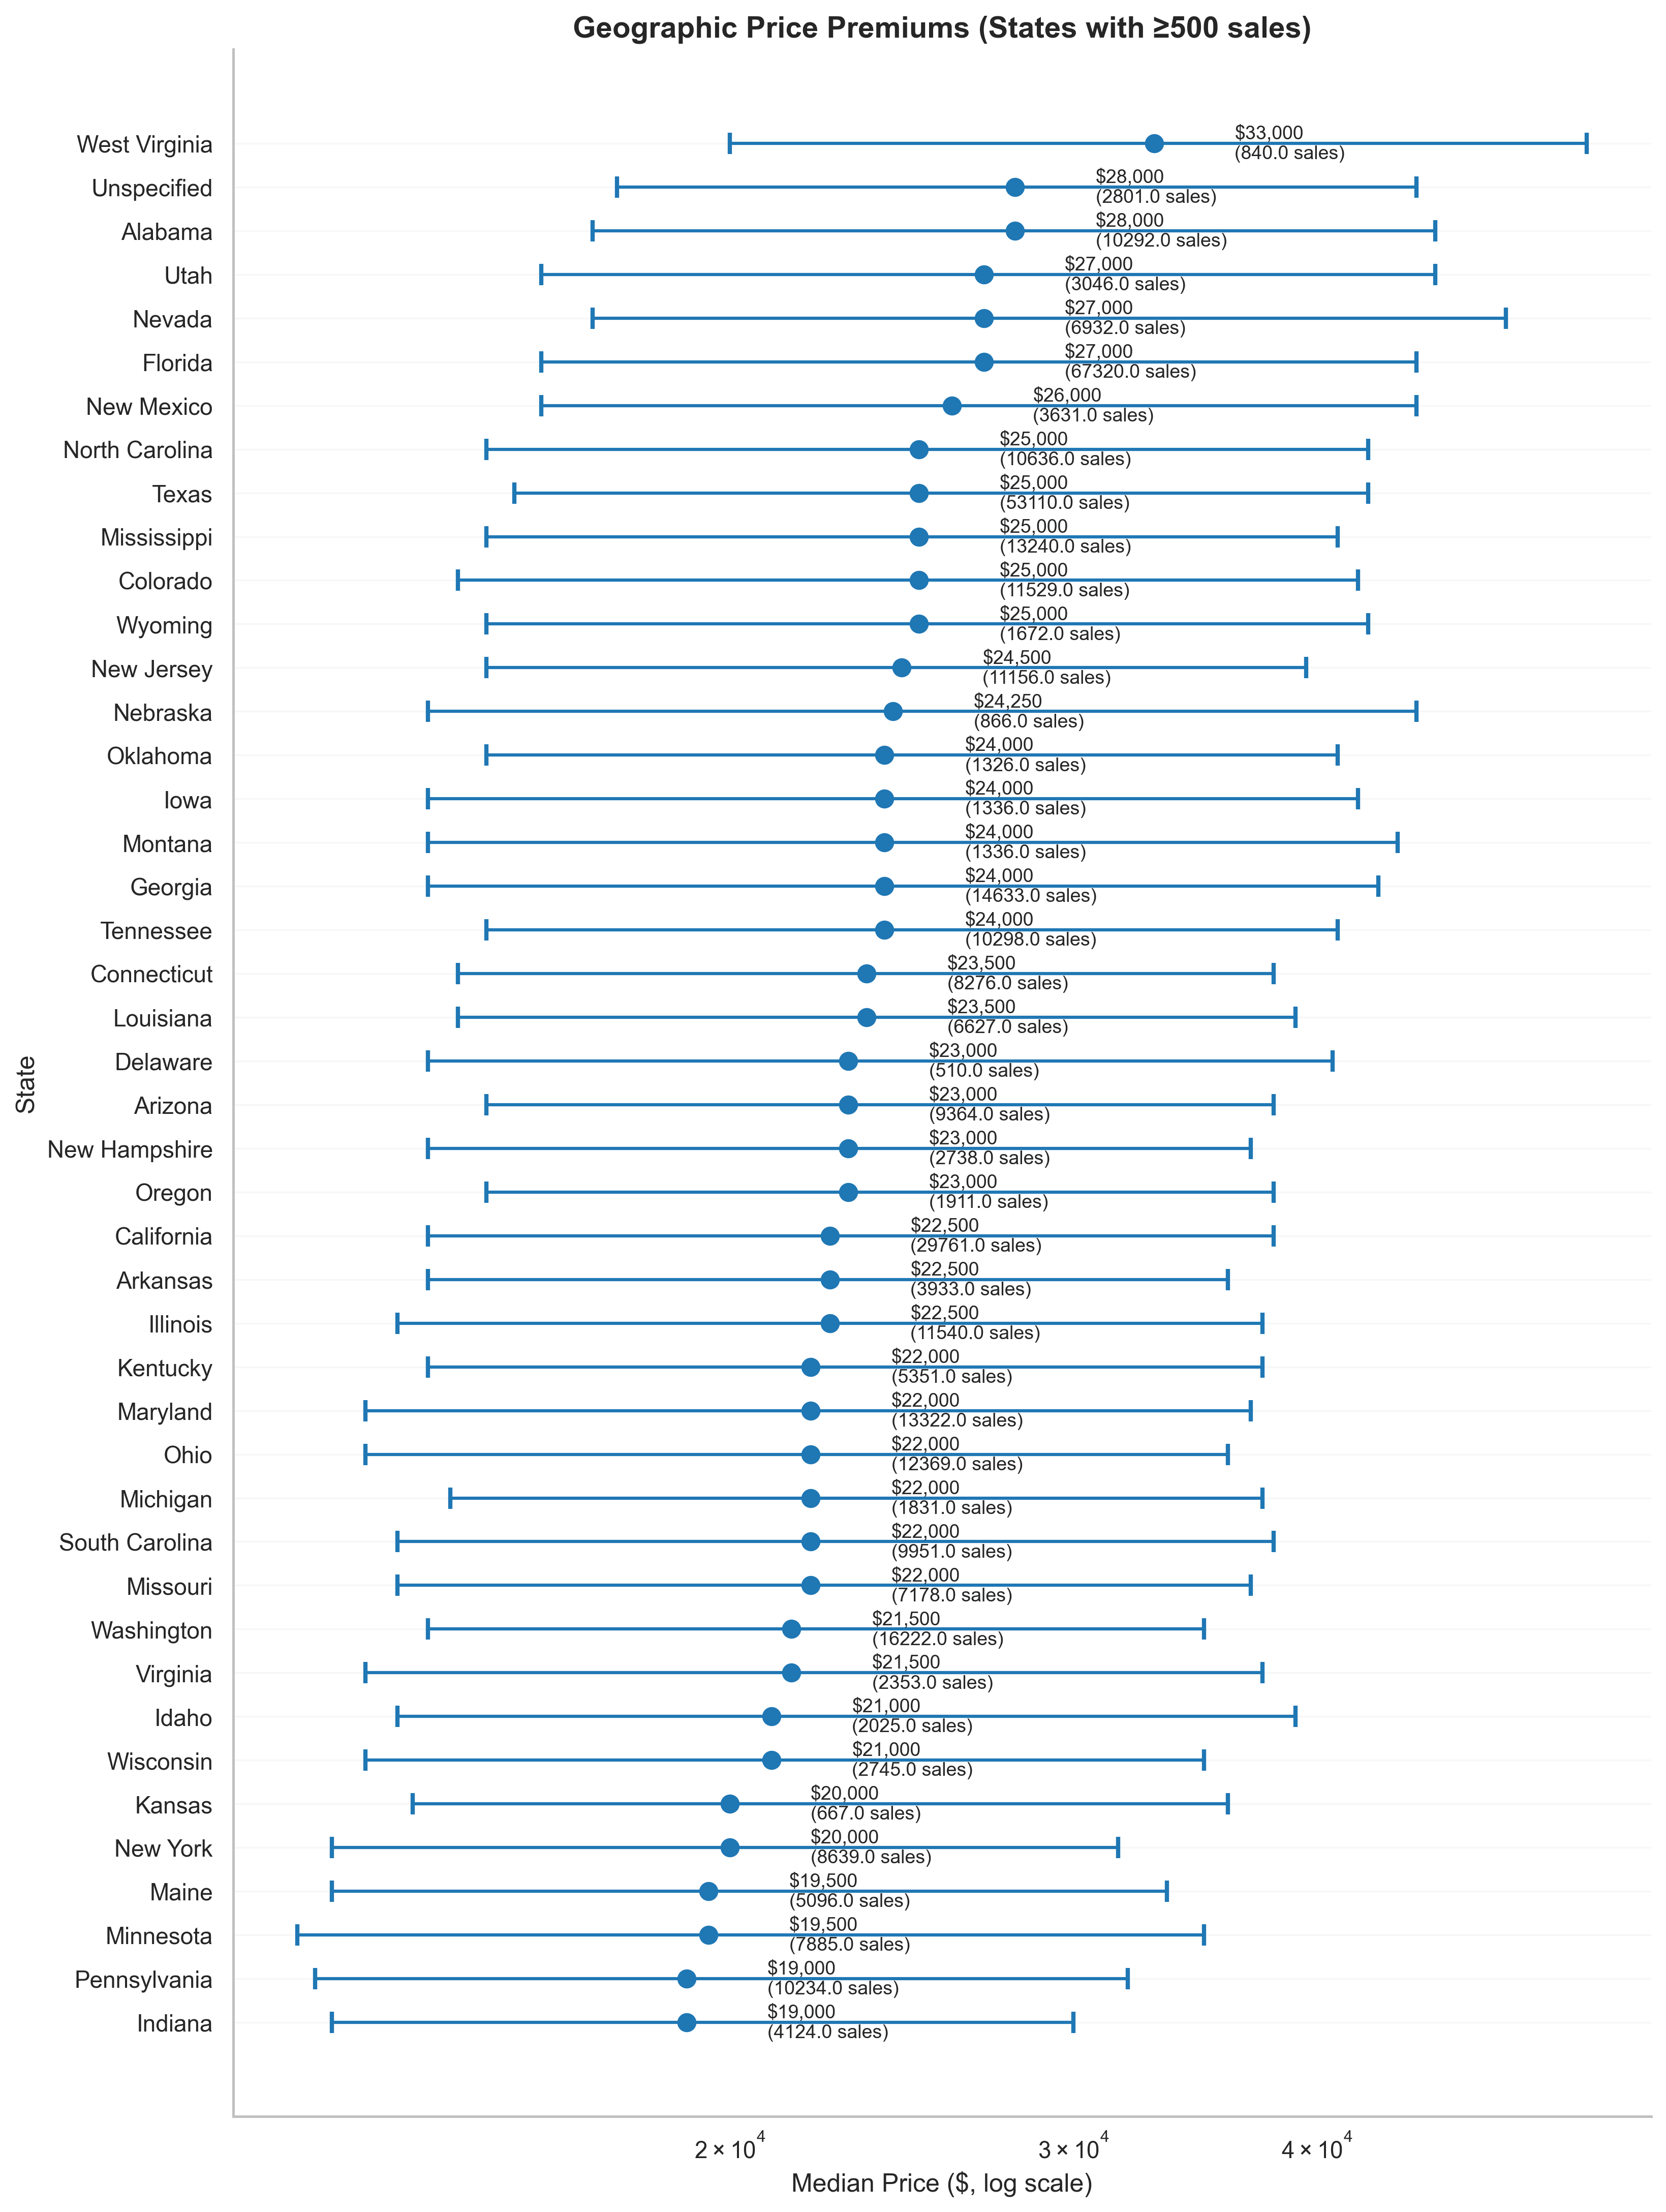 Geographic Price Premiums (States with ≥500 sales)
State
West Virginia
$33,000
(840.0 sales)
Unspecified
$28,000
(2801.0 sales)
Alabama
$28,000
(10292.0 sales)
Utah
$27,000
(3046.0 sales)
Nevada
$27,000
(6932.0 sales)
Florida
$27,000
(67320.0 sales)
New Mexico
$26,000
(3631.0 sales)
North Carolina
$25,000
(10636.0 sales)
Texas
$25,000
(53110.0 sales)
Mississippi
$25,000
(13240.0 sales)
Colorado
$25,000
(11529.0 sales)
Wyoming
$25,000
(1672.0 sales)
New Jersey
$24,500
(11156.0 sales)
Nebraska
$24,250
(866.0 sales)
Oklahoma
$24,000
(1326.0 sales)
Iowa
$24,000
(1336.0 sales)
Montana
$24,000
(1336.0 sales)
Georgia
$24,000
(14633.0 sales)
Tennessee
$24,000
(10298.0 sales)
Connecticut
$23,500
(8276.0 sales)
Louisiana
$23,500
(6627.0 sales)
Delaware
$23,000
(510.0 sales)
Arizona
$23,000
(9364.0 sales)
New Hampshire
$23,000
(2738.0 sales)
Oregon
$23,000
(1911.0 sales)
California
$22,500
(29761.0 sales)
Arkansas
$22,500
(3933.0 sales)
Illinois
$22,500
(11540.0 sales)
Kentucky
$22,000
(5351.0 sales)
Maryland
$22,000
(13322.0 sales)
Ohio
$22,000
(12369.0 sales)
Michigan
$22,000
(1831.0 sales)
South Carolina
$22,000
(9951.0 sales)
Missouri
$22,000
(7178.0 sales)
Washington
$21,500
(16222.0 sales)
Virginia
$21,500
(2353.0 sales)
Idaho
$21,000
(2025.0 sales)
Wisconsin
$21,000
(2745.0 sales)
Kansas
$20,000
(667.0 sales)
New York
$20,000
(8639.0 sales)
Maine
$19,500
(5096.0 sales)
Minnesota
$19,500
(7885.0 sales)
Pennsylvania
$19,000
(10234.0 sales)
Indiana
$19,000
(4124.0 sales)
2 × 10⁴ 3 × 10⁴ 4 × 10⁴
Median Price ($, log scale)